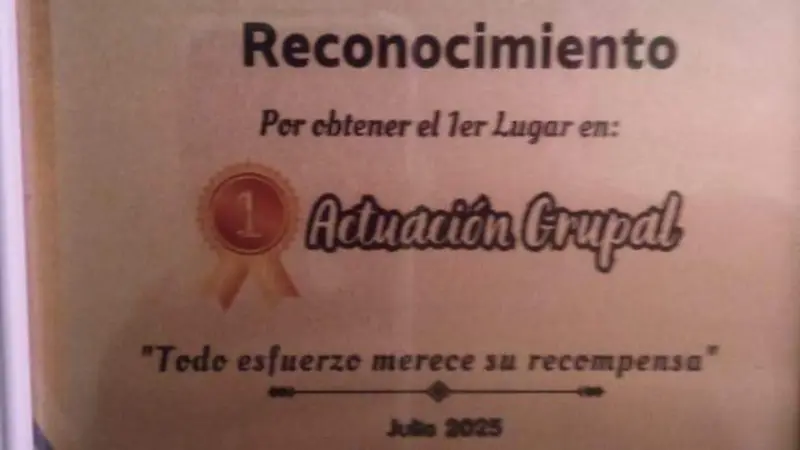 Reconocimiento
Por obtener el 1er Lugar en:
1
Actuación Grupal
"Todo esfuerzo merece su recompensa"
Julio 2025